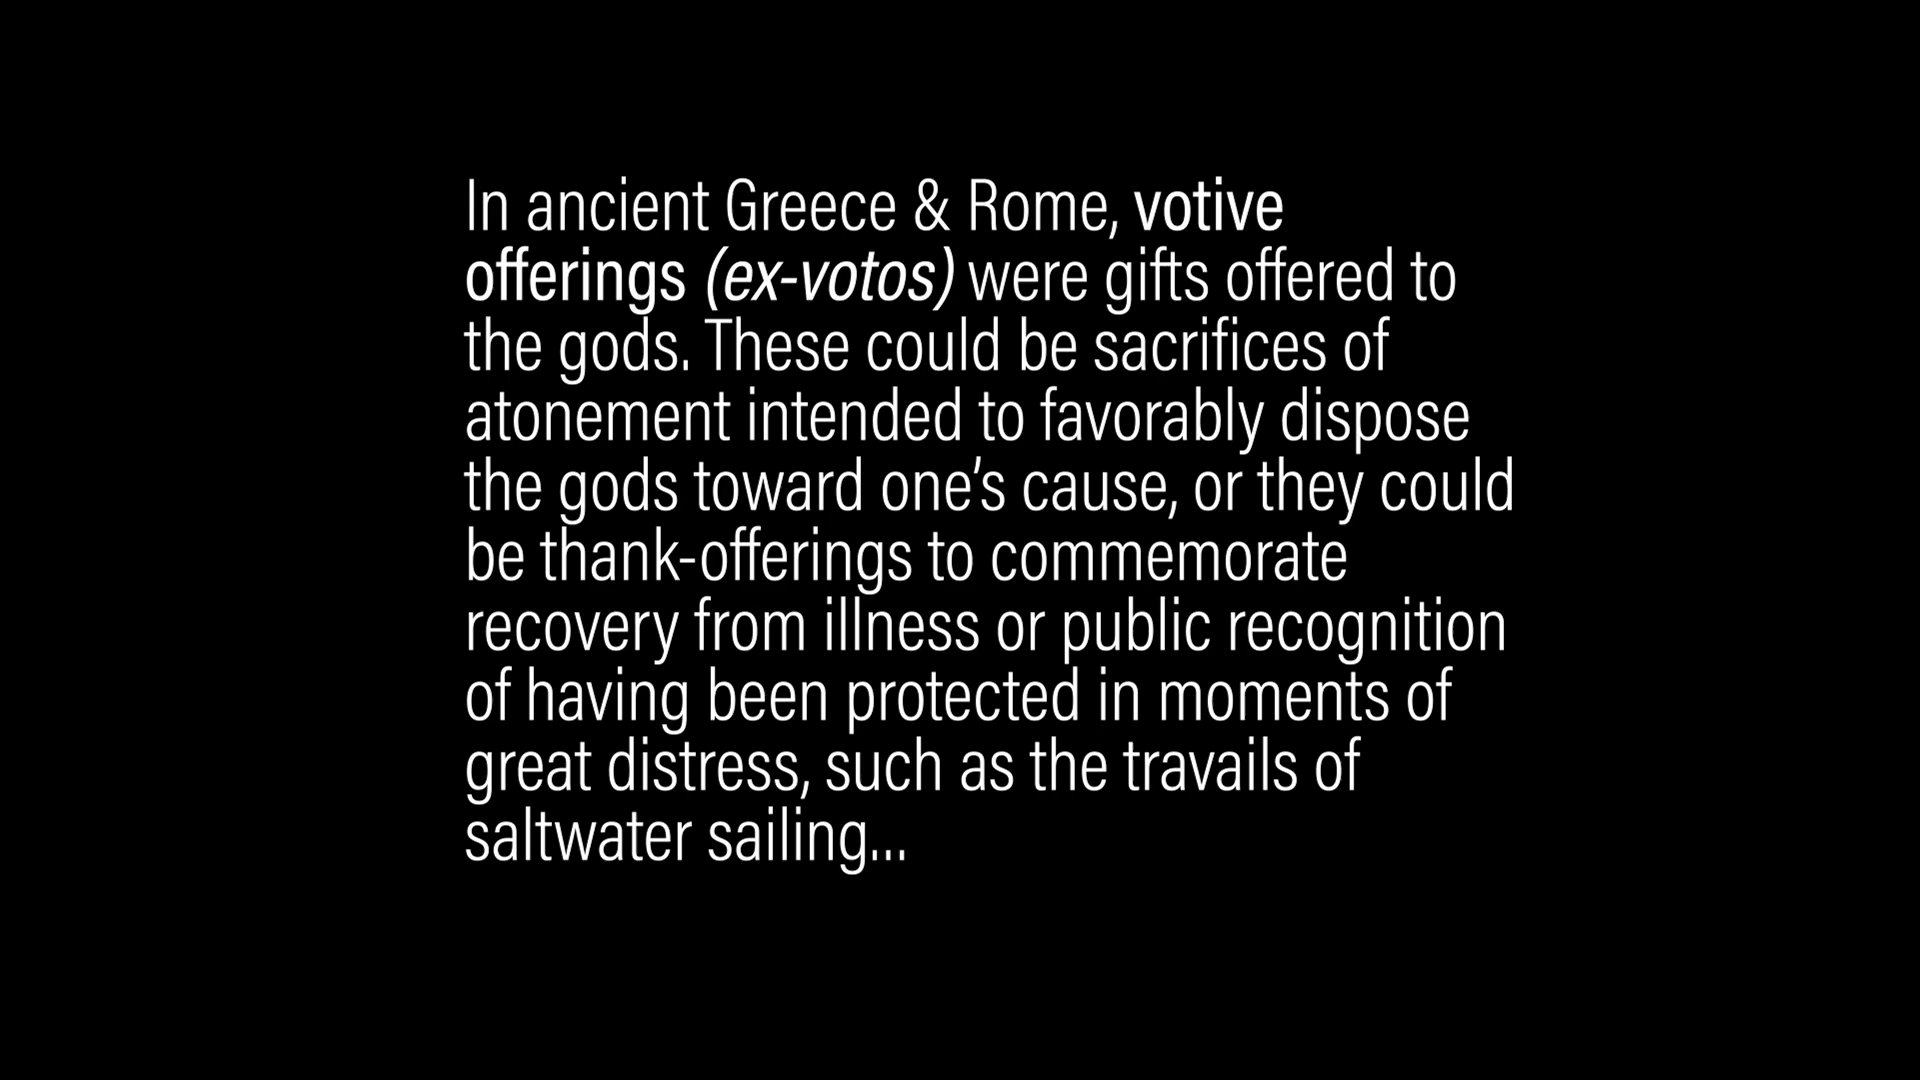 In ancient Greece & Rome, votive
offerings (ex-votos) were gifts offered to
the gods. These could be sacrifices of
atonement intended to favorably dispose
the gods toward one’s cause, or they could
be thank-offerings to commemorate
recovery from illness or public recognition
of having been protected in moments of
great distress, such as the travails of
saltwater sailing...